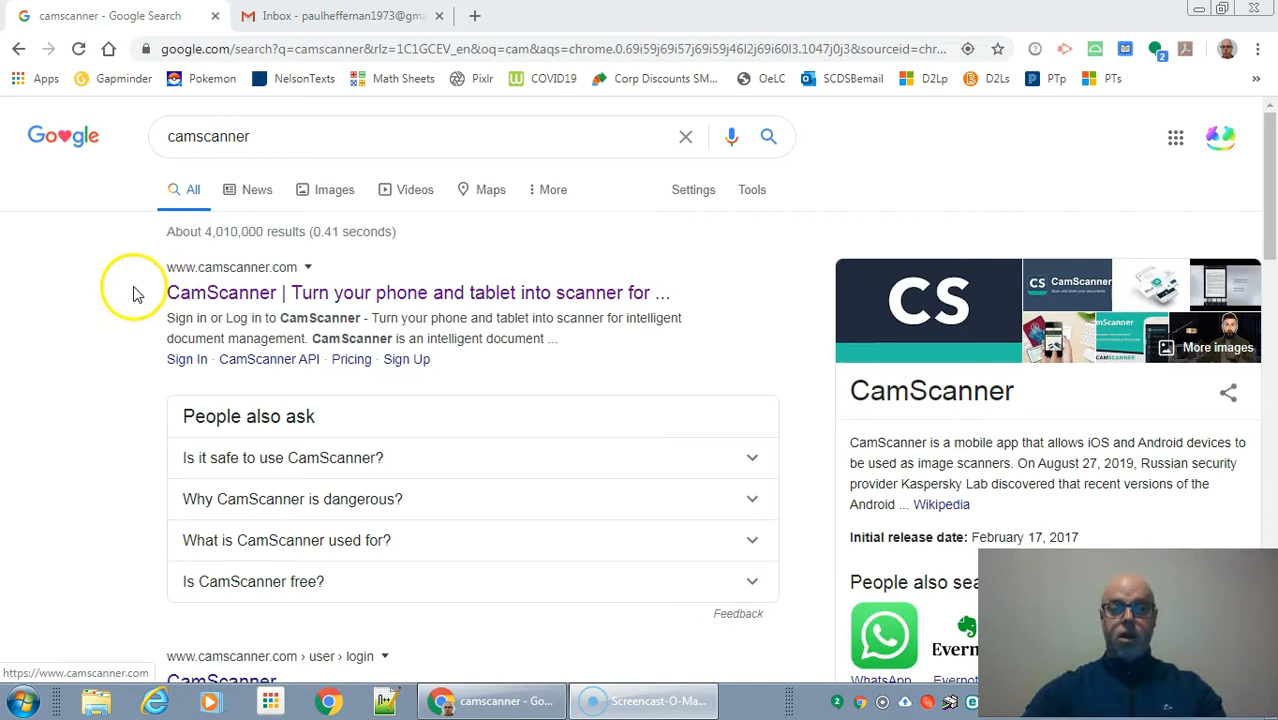 camscanner - Google Search
Inbox - paulheffernan1973@gma
google.com/search?q=camscanner&rlz=1C1GCEV_en&oq=cam&aqs=chrome.0.69i59j69i57j69i59j46l2j69i60l3.1047j0j3&sourceid=chr...
2
Apps
Gapminder
Pokemon
NelsonTexts
Math Sheets
Pixlr
COVID19
Corp Discounts SM...
OeLC
SCDSBemail
D2Lp
D2Ls
PTp
PTs
»
Google
camscanner
All
News
Images
Videos
Maps
More
Settings
Tools
About 4,010,000 results (0.41 seconds)
www.camscanner.com
CamScanner | Turn your phone and tablet into scanner for ...
Sign in or Log in to CamScanner - Turn your phone and tablet into scanner for intelligent
document management. CamScanner is an intelligent document ...
Sign In · CamScanner API · Pricing · Sign Up
People also ask
Is it safe to use CamScanner?
Why CamScanner is dangerous?
What is CamScanner used for?
Is CamScanner free?
Feedback
www.camscanner.com › user › login
CamScanner
CS
CamScanner
More images
CamScanner
CamScanner is a mobile app that allows iOS and Android devices to
be used as image scanners. On August 27, 2019, Russian security
provider Kaspersky Lab discovered that recent versions of the
Android ... Wikipedia
Initial release date: February 17, 2017
People also sea
Evern
WhatsApp
Evernot
https://www.camscanner.com
camscanner - Go...
Screencast-O-Ma...